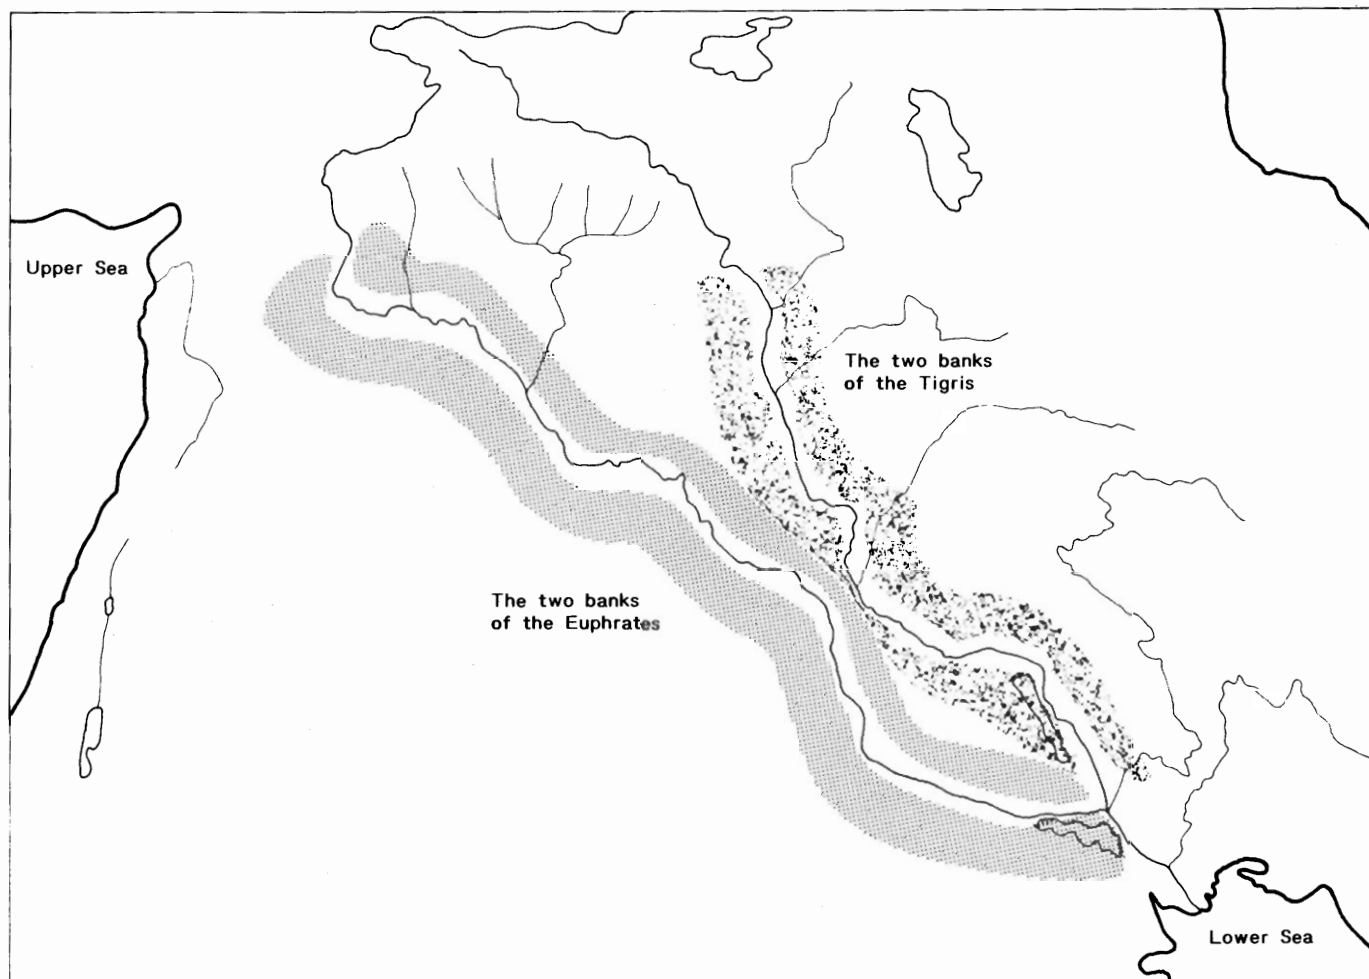 Upper Sea
The two banks
of the Tigris
The two banks
of the Euphrates
Lower Sea